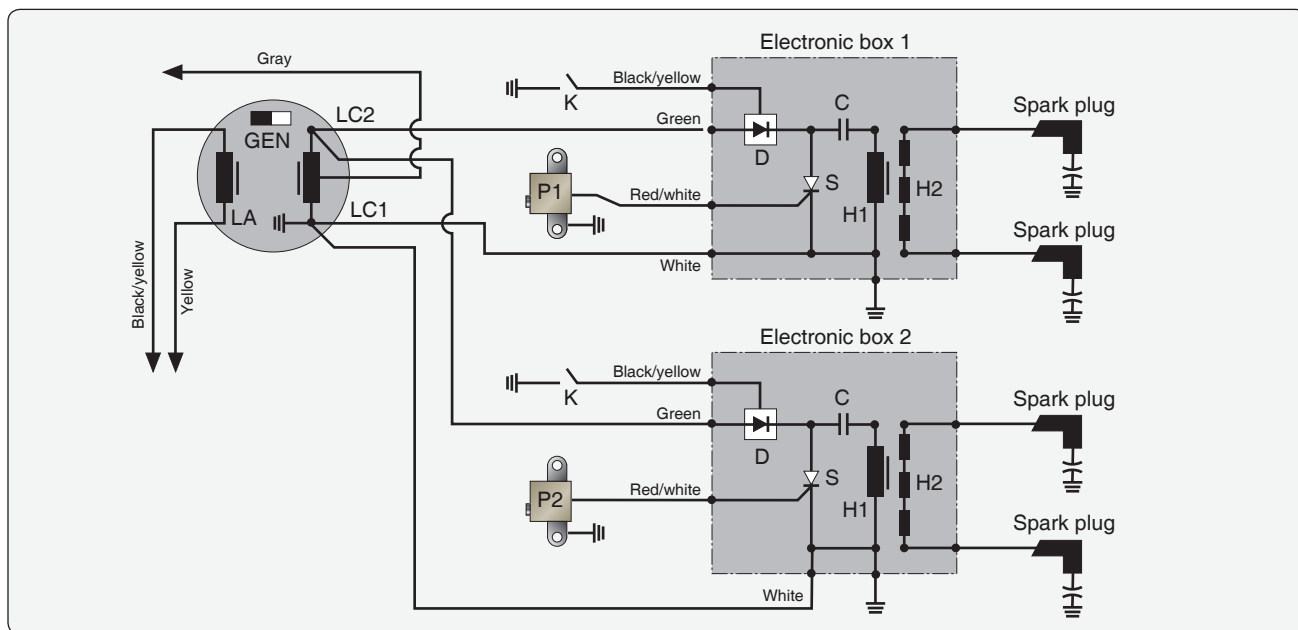 Electronic box 1
Gray
Black/yellow
K
C
Spark plug
LC2
Green
GEN
D
P1
Red/white
S
H1
H2
LA
LC1
Spark plug
White
Black/yellow
Yellow
Electronic box 2
Black/yellow
K
C
Spark plug
Green
D
P2
Red/white
S
H1
H2
Spark plug
White